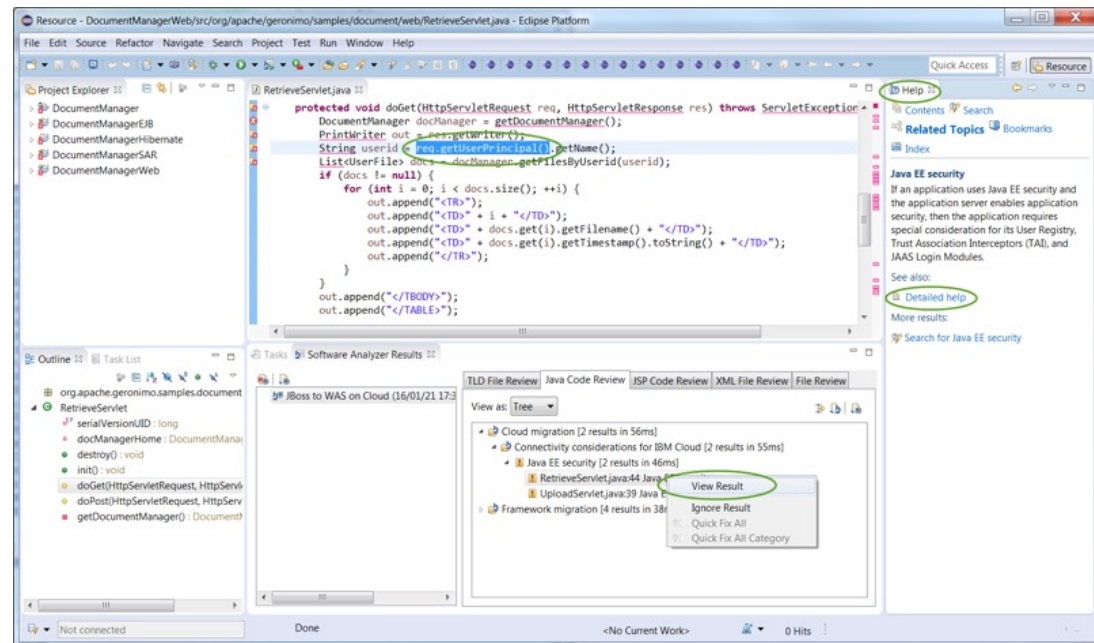 Resource - DocumentManagerWeb/src/org/apache/geronimo/samples/document/web/RetrieveServlet.java - Eclipse Platform
File Edit Source Refactor Navigate Search Project Test Run Window Help
Quick Access
Resource
Project Explorer
DocumentManager
DocumentManagerEJB
DocumentManagerHibernate
DocumentManagerSAR
DocumentManagerWeb
RetrieveServlet.java
protected void doGet(HttpServletRequest req, HttpServletResponse res) throws ServletException
DocumentManager docManager = getDocumentManager();
PrintWriter out = res.getWriter();
String userid = req.getUserPrincipal().getName();
List<UserFile> docs = docManager.getFilesByUserid(userid);
if (docs != null) {
for (int i = 0; i < docs.size(); ++i) {
out.append("<TR>");
out.append("<TD>" + i + "</TD>");
out.append("<TD>" + docs.get(i).getFilename() + "</TD>");
out.append("<TD>" + docs.get(i).getTimestamp().toString() + "</TD>");
out.append("</TR>");
}
}
out.append("</TBODY>");
out.append("</TABLE>");
Help
Contents Search
Related Topics Bookmarks
Index
Java EE security
If an application uses Java EE security and
the application server enables application
security, then the application requires
special consideration for its User Registry,
Trust Association Interceptors (TAI), and
JAAS Login Modules.
See also:
Detailed help
More results:
Search for Java EE security
Outline Task List
org.apache.geronimo.samples.document
RetrieveServlet
serialVersionUID : long
docManagerHome : DocumentManag
destroy() : void
init() : void
doGet(HttpServletRequest, HttpServl
doPost(HttpServletRequest, HttpServ
getDocumentManager() : Document
Tasks Software Analyzer Results
JBoss to WAS on Cloud (16/01/21 17:3
TLD File Review Java Code Review JSP Code Review XML File Review File Review
View as: Tree
Cloud migration [2 results in 56ms]
Connectivity considerations for IBM Cloud [2 results in 55ms]
Java EE security [2 results in 46ms]
RetrieveServlet.java:44 Java E
UploadServlet.java:39 Java E
Framework migration [4 results in 38
View Result
Ignore Result
Quick Fix All
Quick Fix All Category
Not connected
Done
<No Current Work>
0 Hits